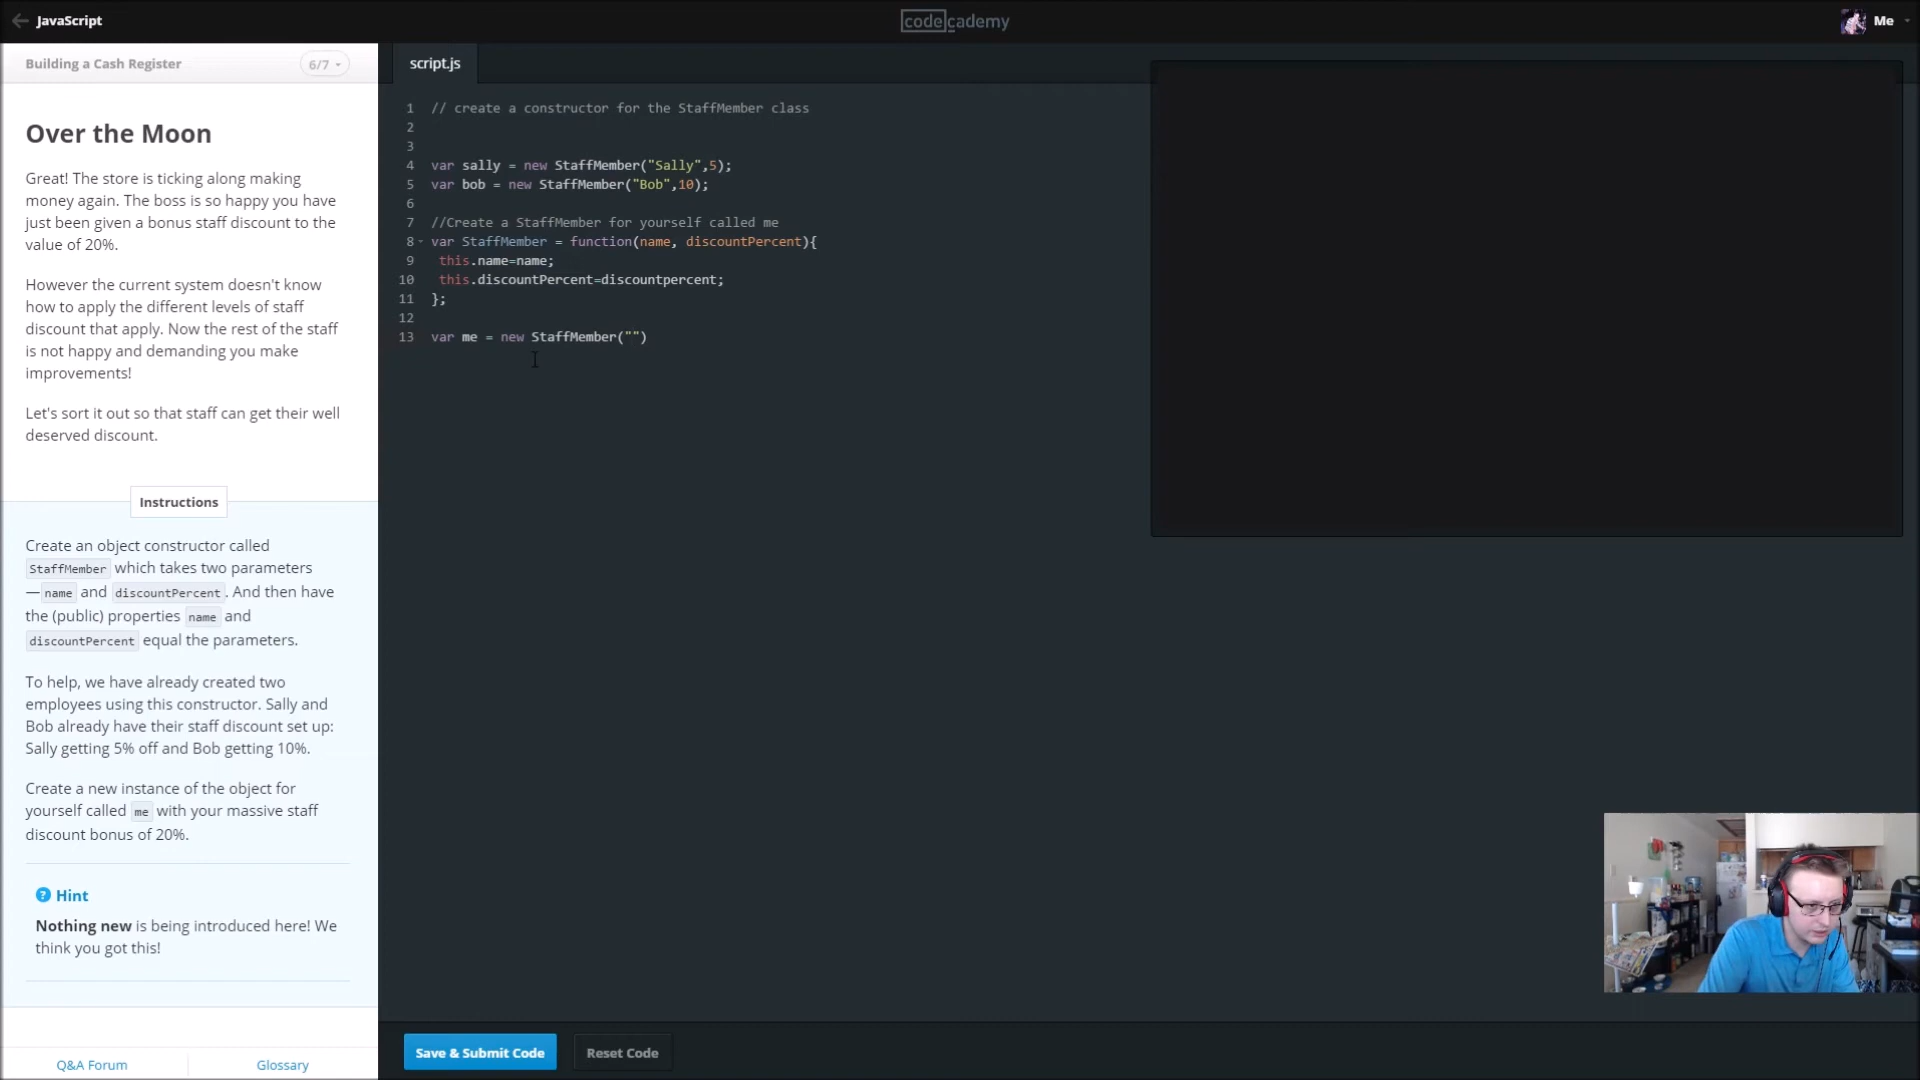 JavaScript
codecademy
Me
Building a Cash Register
6/7
script.js
Over the Moon
Great! The store is ticking along making
money again. The boss is so happy you have
just been given a bonus staff discount to the
value of 20%.
However the current system doesn't know
how to apply the different levels of staff
discount that apply. Now the rest of the staff
is not happy and demanding you make
improvements!
Let's sort it out so that staff can get their well
deserved discount.
Instructions
Create an object constructor called
StaffMember which takes two parameters
— name and discountPercent. And then have
the (public) properties name and
discountPercent equal the parameters.
To help, we have already created two
employees using this constructor. Sally and
Bob already have their staff discount set up:
Sally getting 5% off and Bob getting 10%.
Create a new instance of the object for
yourself called me with your massive staff
discount bonus of 20%.
? Hint
Nothing new is being introduced here! We
think you got this!
Q&A Forum
Glossary
1 // create a constructor for the StaffMember class
2
3
4 var sally = new StaffMember("Sally",5);
5 var bob = new StaffMember("Bob",10);
6
7 //Create a StaffMember for yourself called me
8 var StaffMember = function(name, discountPercent){
9 this.name=name;
10 this.discountPercent=discountpercent;
11 };
12
13 var me = new StaffMember("")
Save & Submit Code
Reset Code